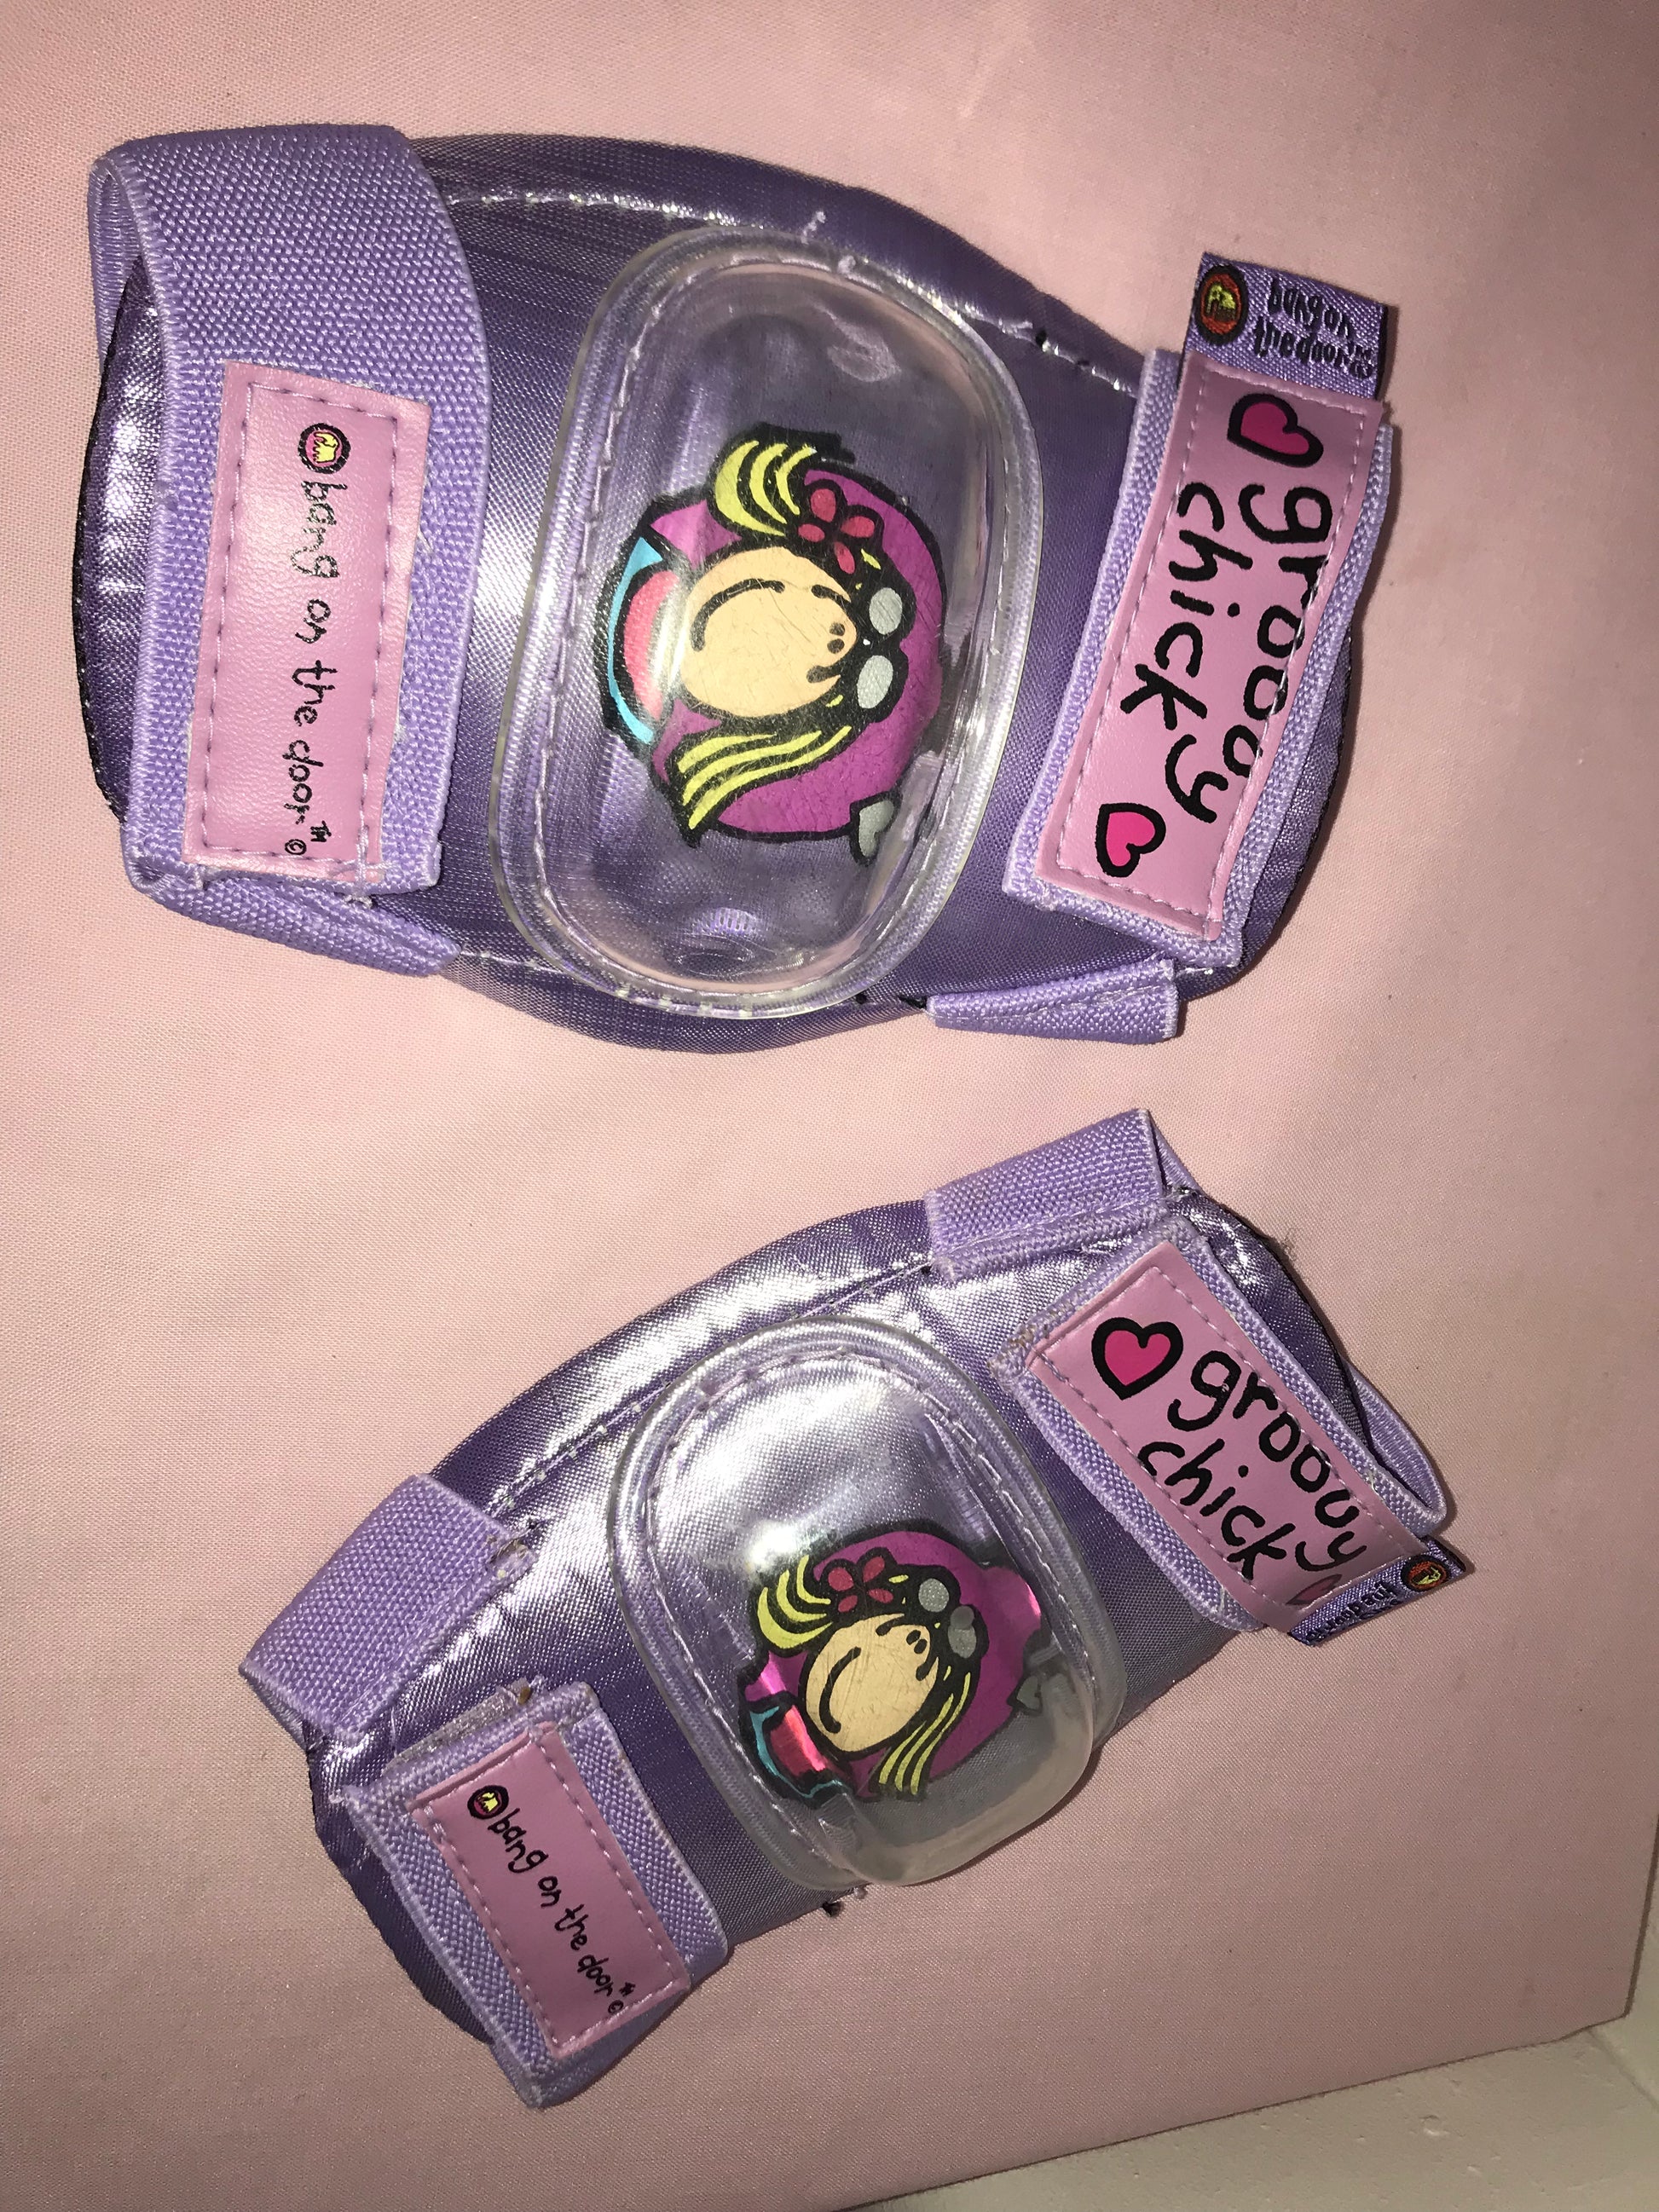 bang on
the door
groovy
chick
bang on the door™©
groovy
chick
bang on the door™©